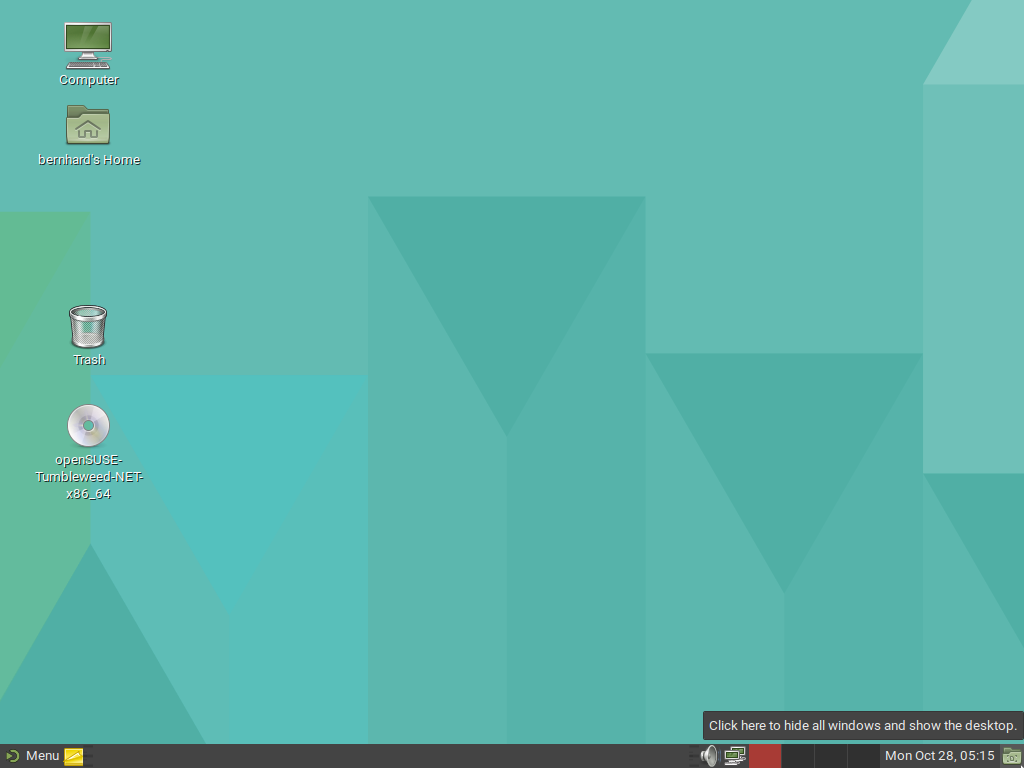 Computer
bernhard's Home
Trash
openSUSE-
Tumbleweed-NET-
x86_64
Click here to hide all windows and show the desktop.
Menu
Mon Oct 28, 05:15